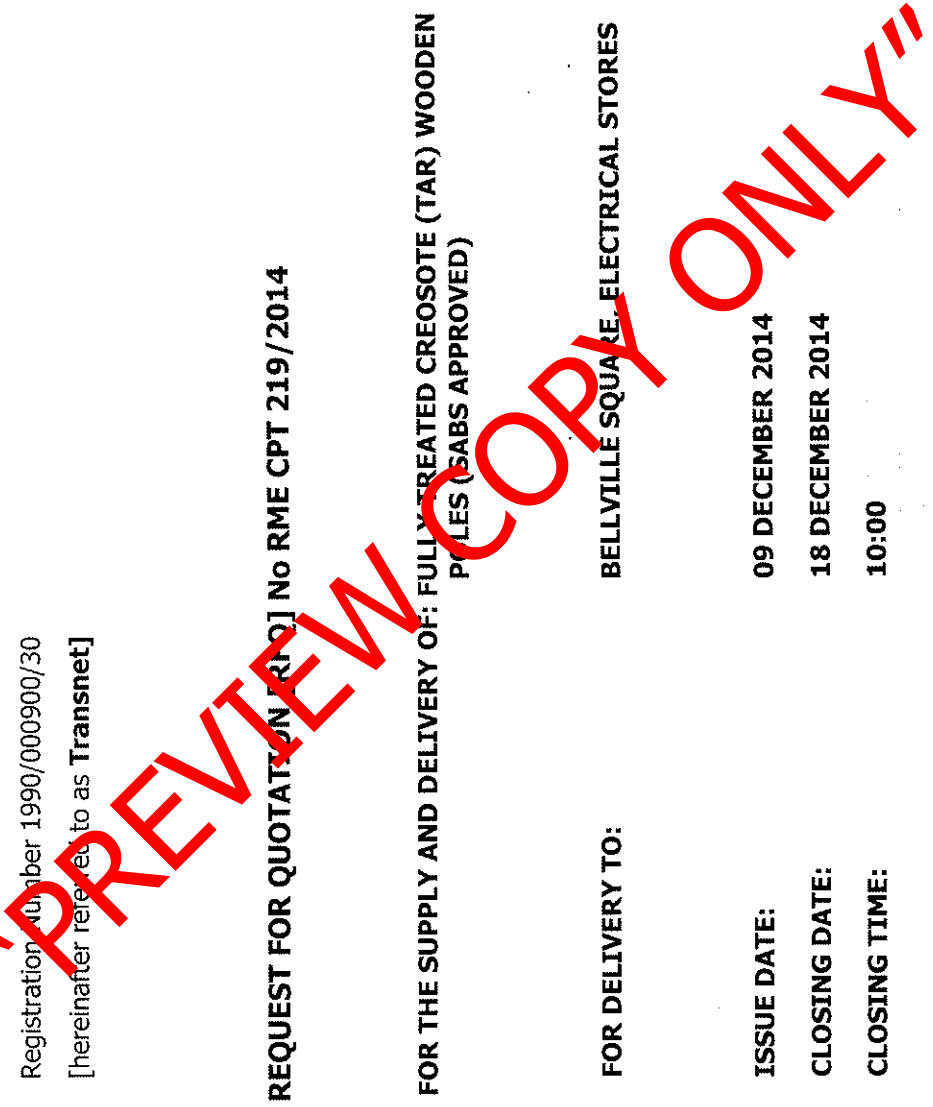 Registration Number 1990/000900/30
[hereinafter referred to as Transnet]
REQUEST FOR QUOTATION [RFQ] No RME CPT 219/2014
FOR THE SUPPLY AND DELIVERY OF: FULLY TREATED CREOSOTE (TAR) WOODEN
POLES (SABS APPROVED)
FOR DELIVERY TO: BELLVILLE SQUARE, ELECTRICAL STORES
ISSUE DATE: 09 DECEMBER 2014
CLOSING DATE: 18 DECEMBER 2014
CLOSING TIME: 10:00
"PREVIEW COPY ONLY"